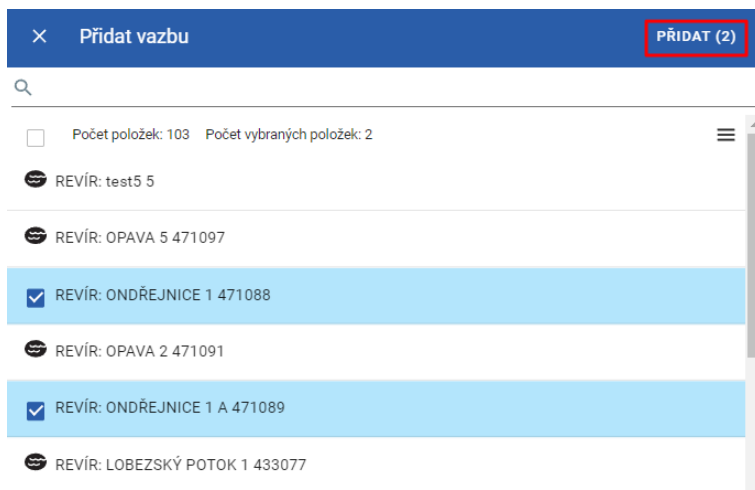 Přidat vazbu PŘIDAT (2)
Počet položek: 103 Počet vybraných položek: 2
REVÍR: test5 5
REVÍR: OPAVA 5 471097
REVÍR: ONDŘEJNICE 1 471088
REVÍR: OPAVA 2 471091
REVÍR: ONDŘEJNICE 1 A 471089
REVÍR: LOBEZSKÝ POTOK 1 433077